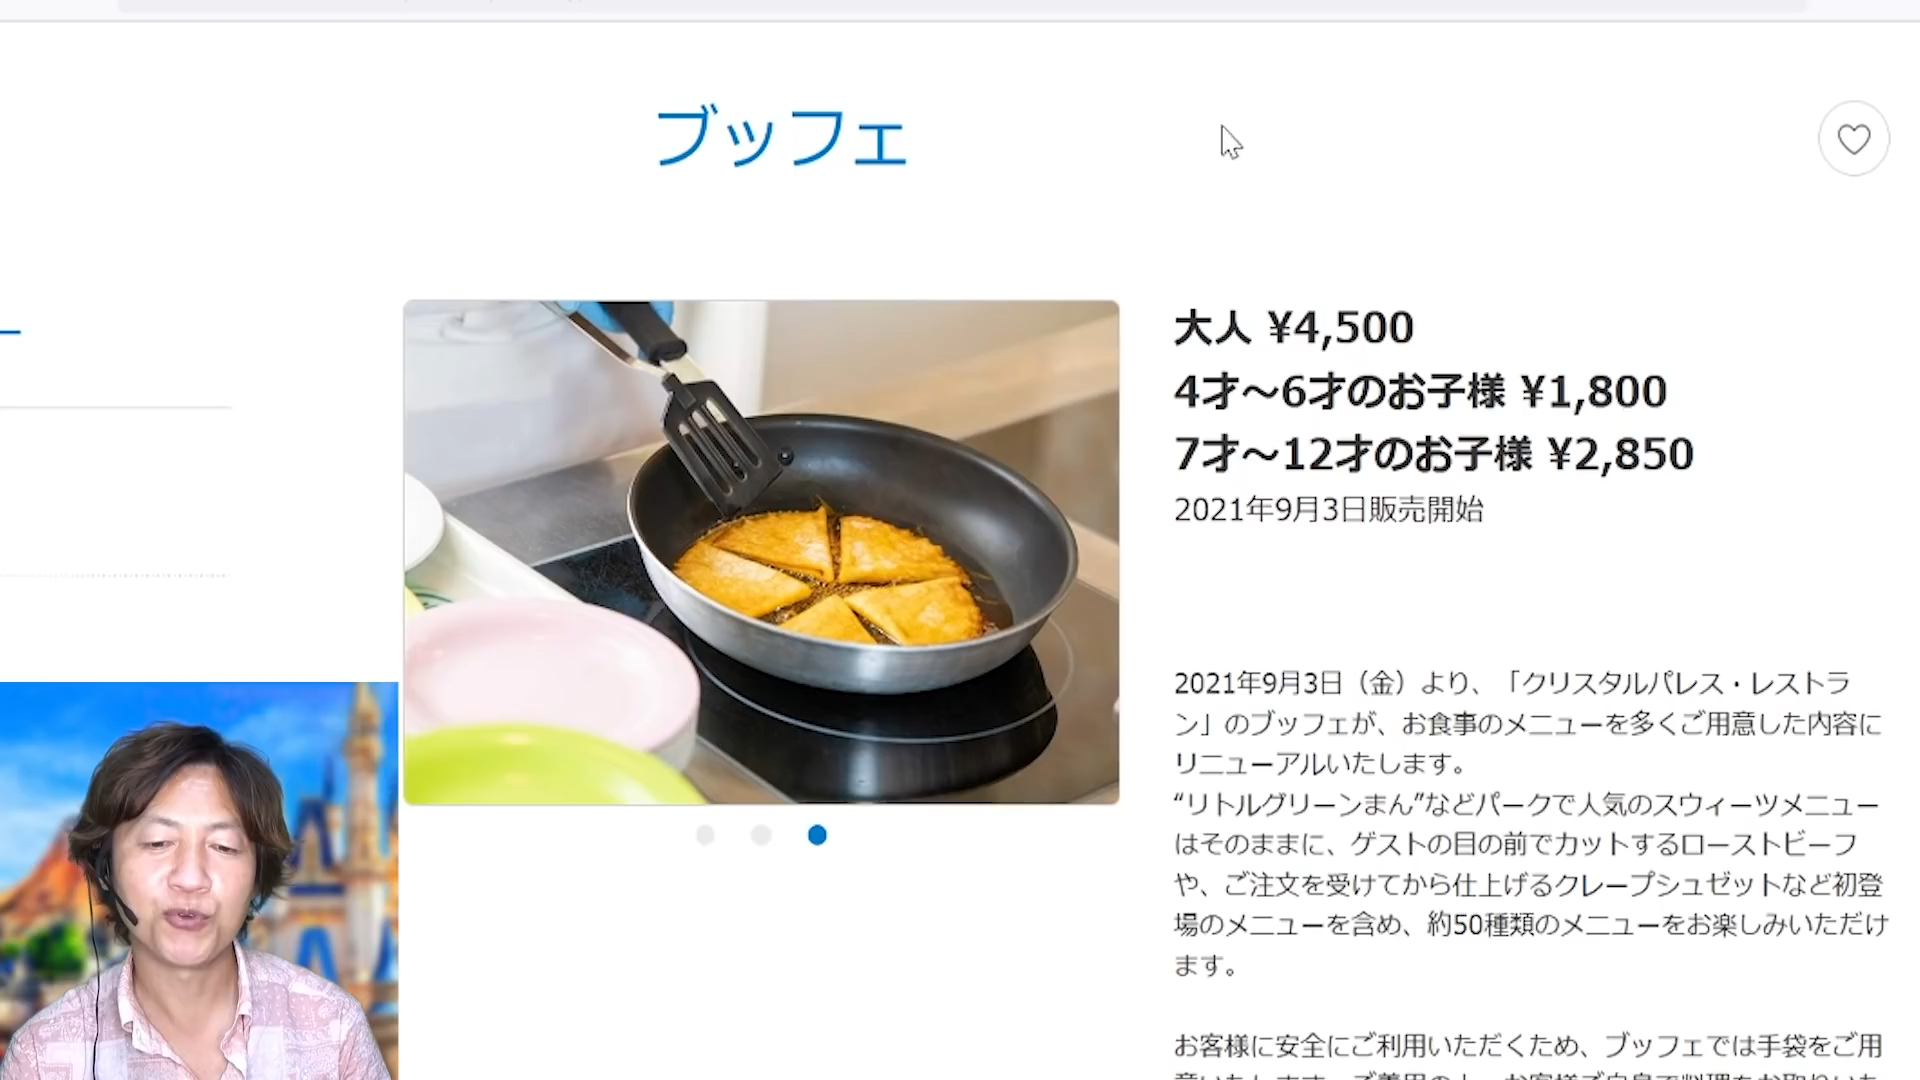 ブッフェ
大人 ¥4,500
4才～6才のお子様 ¥1,800
7才～12才のお子様 ¥2,850
2021年9月3日販売開始
2021年9月3日（金）より、「クリスタルパレス・レストラ
ン」のブッフェが、お食事のメニューを多くご用意した内容に
リニューアルいたします。
“リトルグリーンまん”などパークで人気のスウィーツメニュー
はそのままに、ゲストの目の前でカットするローストビーフ
や、ご注文を受けてから仕上げるクレープシュゼットなど初登
場のメニューを含め、約50種類のメニューをお楽しみいただけ
ます。
お客様に安全にご利用いただくため、ブッフェでは手袋をご用